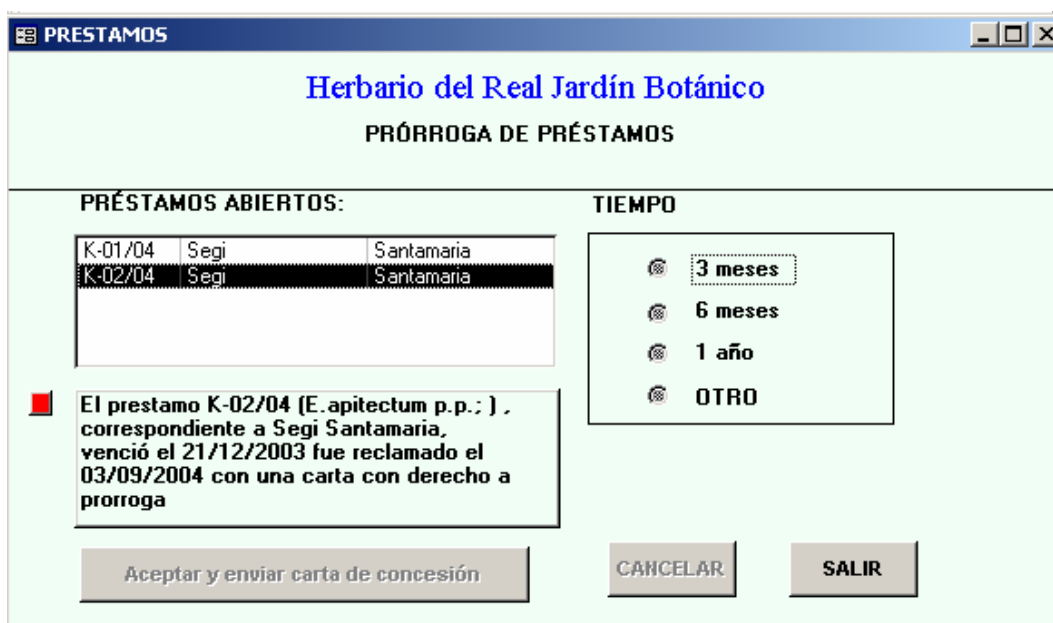 PRESTAMOS
Herbario del Real Jardín Botánico
PRÓRROGA DE PRÉSTAMOS
PRÉSTAMOS ABIERTOS:
K-01/04 Segi Santamaria
K-02/04 Segi Santamaria
El prestamo K-02/04 (E.apitectum p.p.; ) ,
correspondiente a Segi Santamaria,
venció el 21/12/2003 fue reclamado el
03/09/2004 con una carta con derecho a
prorroga
TIEMPO
3 meses
6 meses
1 año
OTRO
Aceptar y enviar carta de concesión
CANCELAR
SALIR